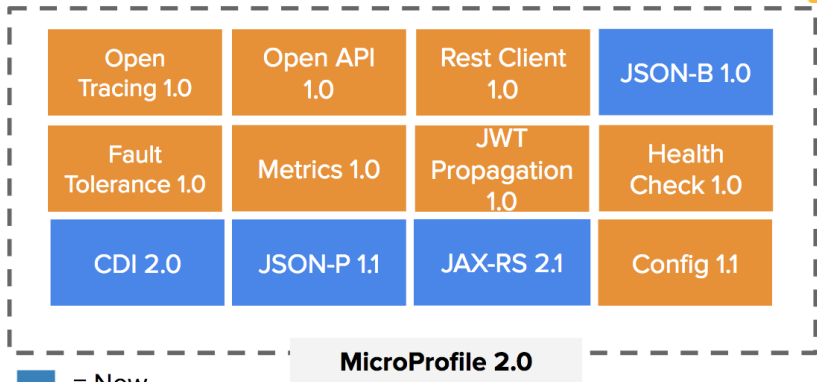 Open
Tracing 1.0
Open API
1.0
Rest Client
1.0
JSON-B 1.0
Fault
Tolerance 1.0
Metrics 1.0
JWT
Propagation
1.0
Health
Check 1.0
CDI 2.0
JSON-P 1.1
JAX-RS 2.1
Config 1.1
MicroProfile 2.0
= New